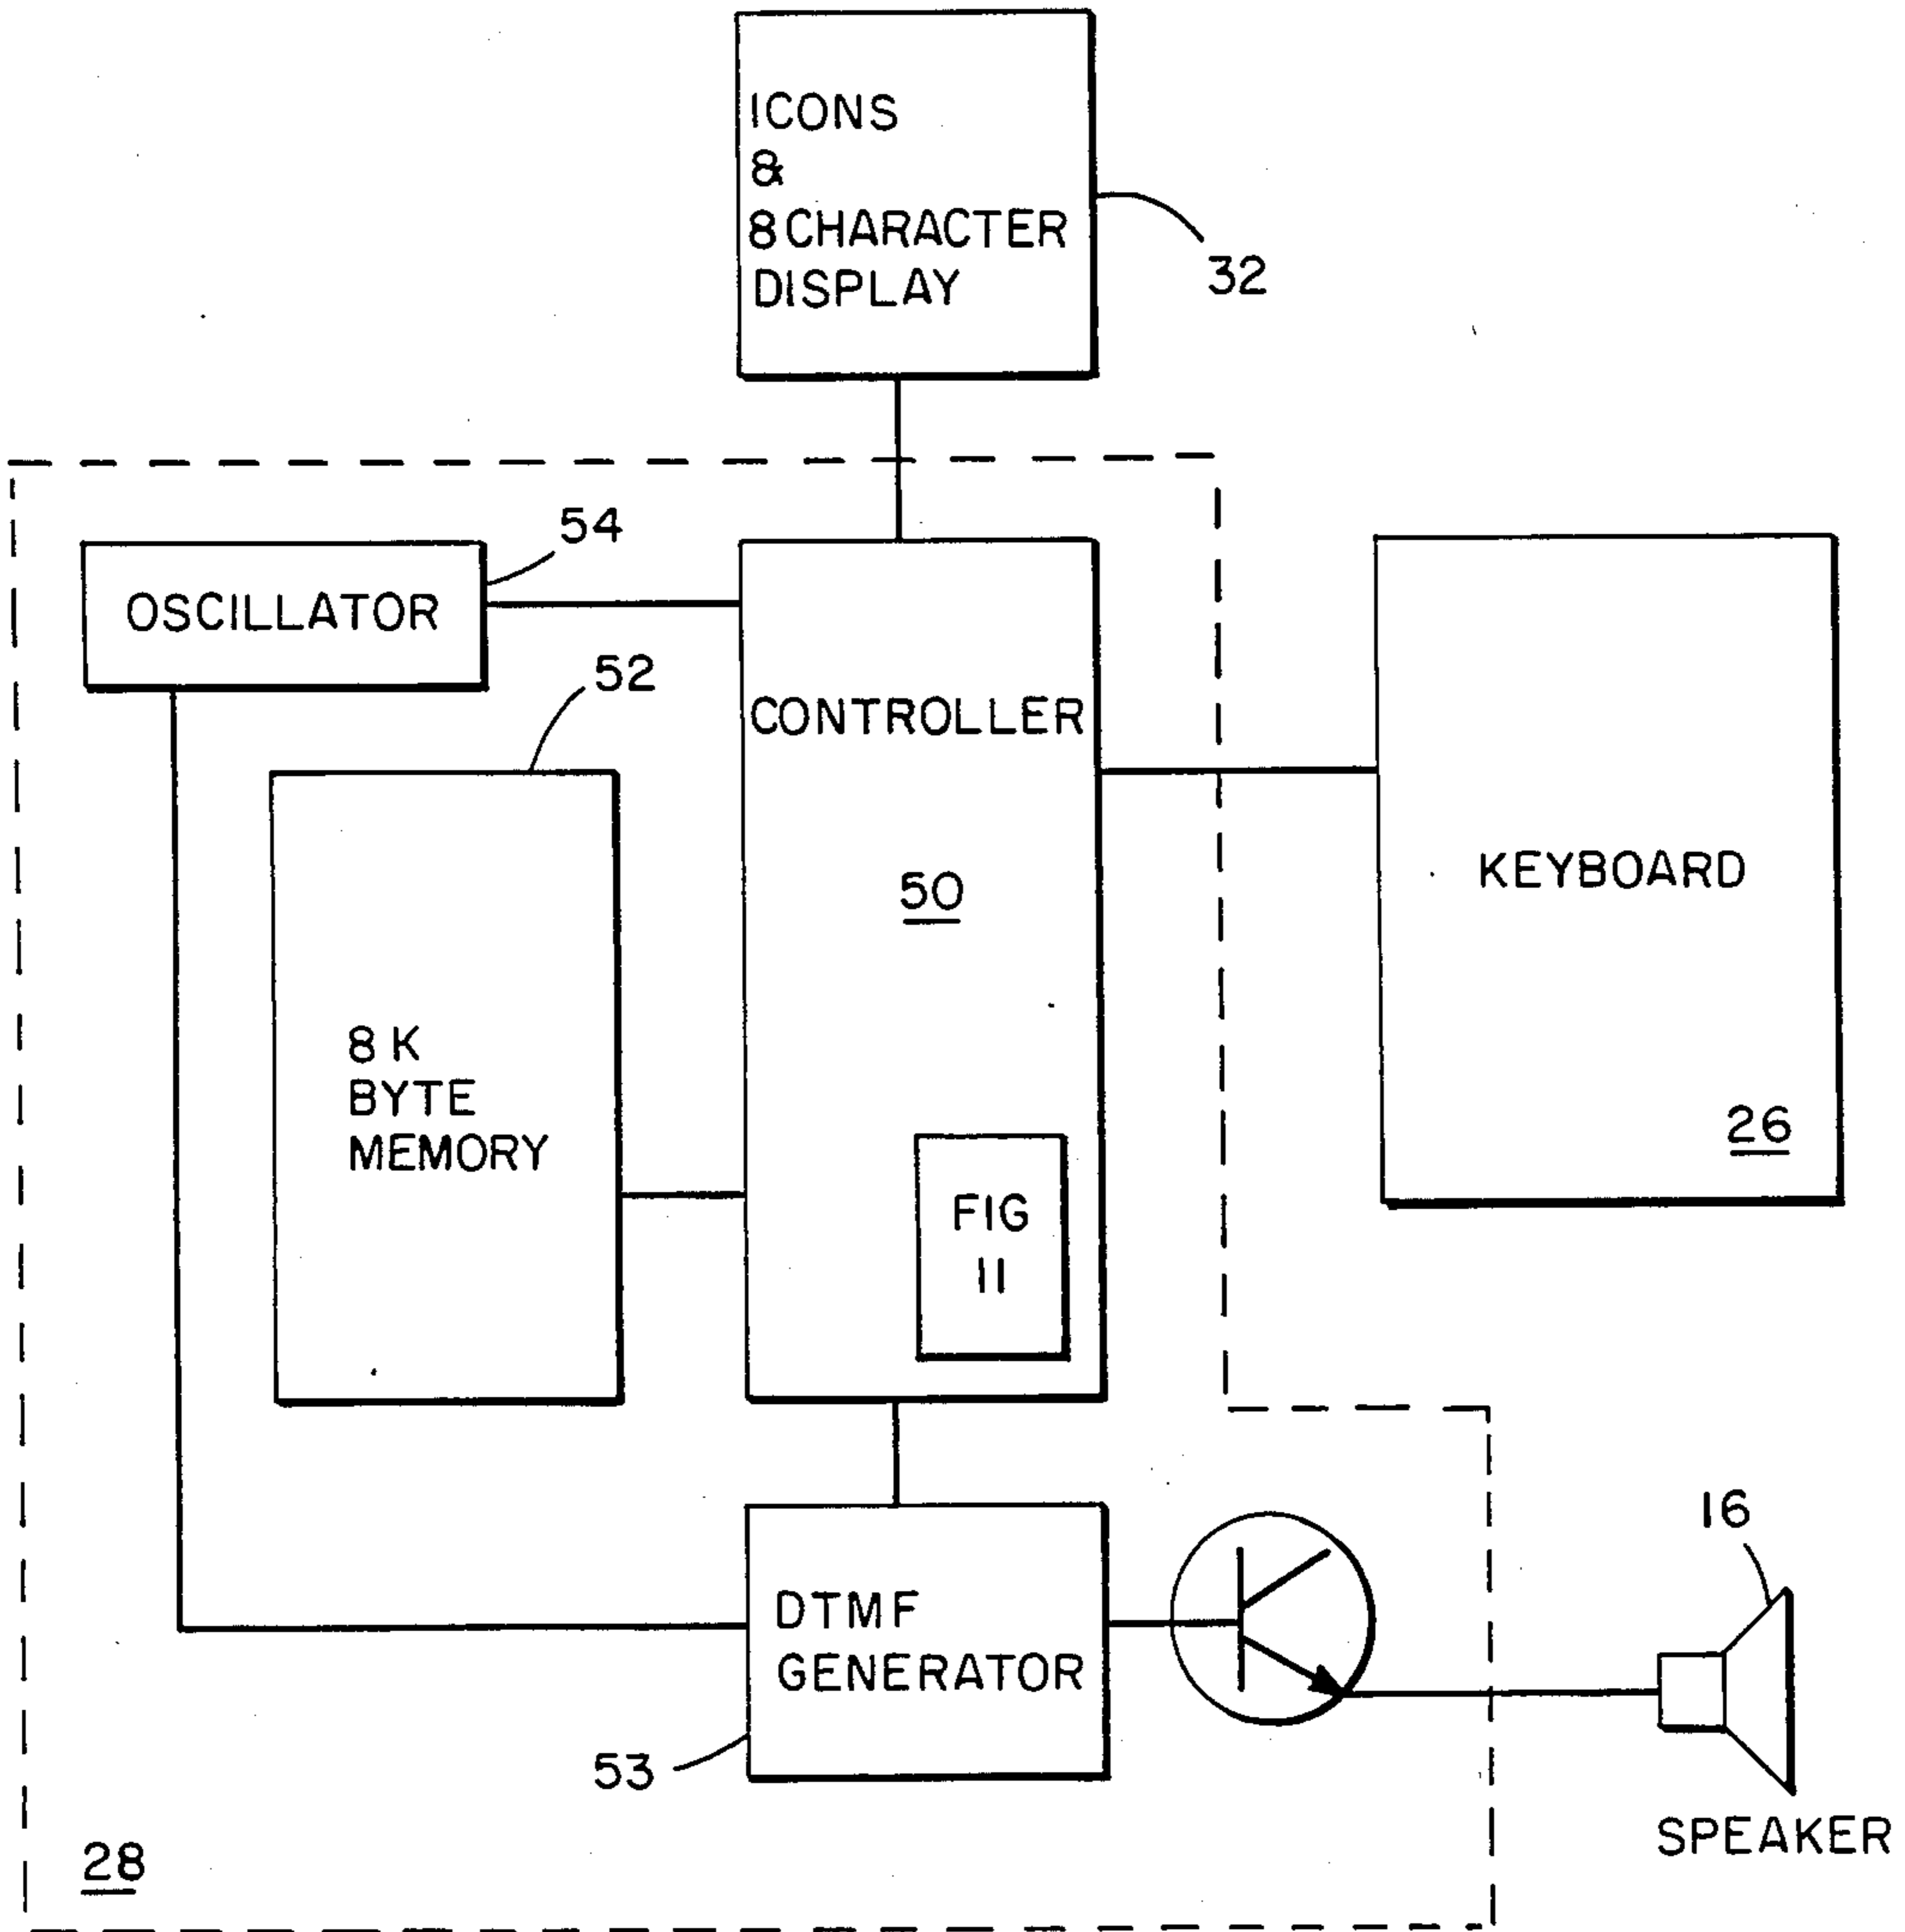 ICONS
&
8 CHARACTER
DISPLAY
32
54
OSCILLATOR
52
CONTROLLER
50
KEYBOARD
26
8 K
BYTE
MEMORY
FIG
11
DTMF
GENERATOR
53
16
SPEAKER
28